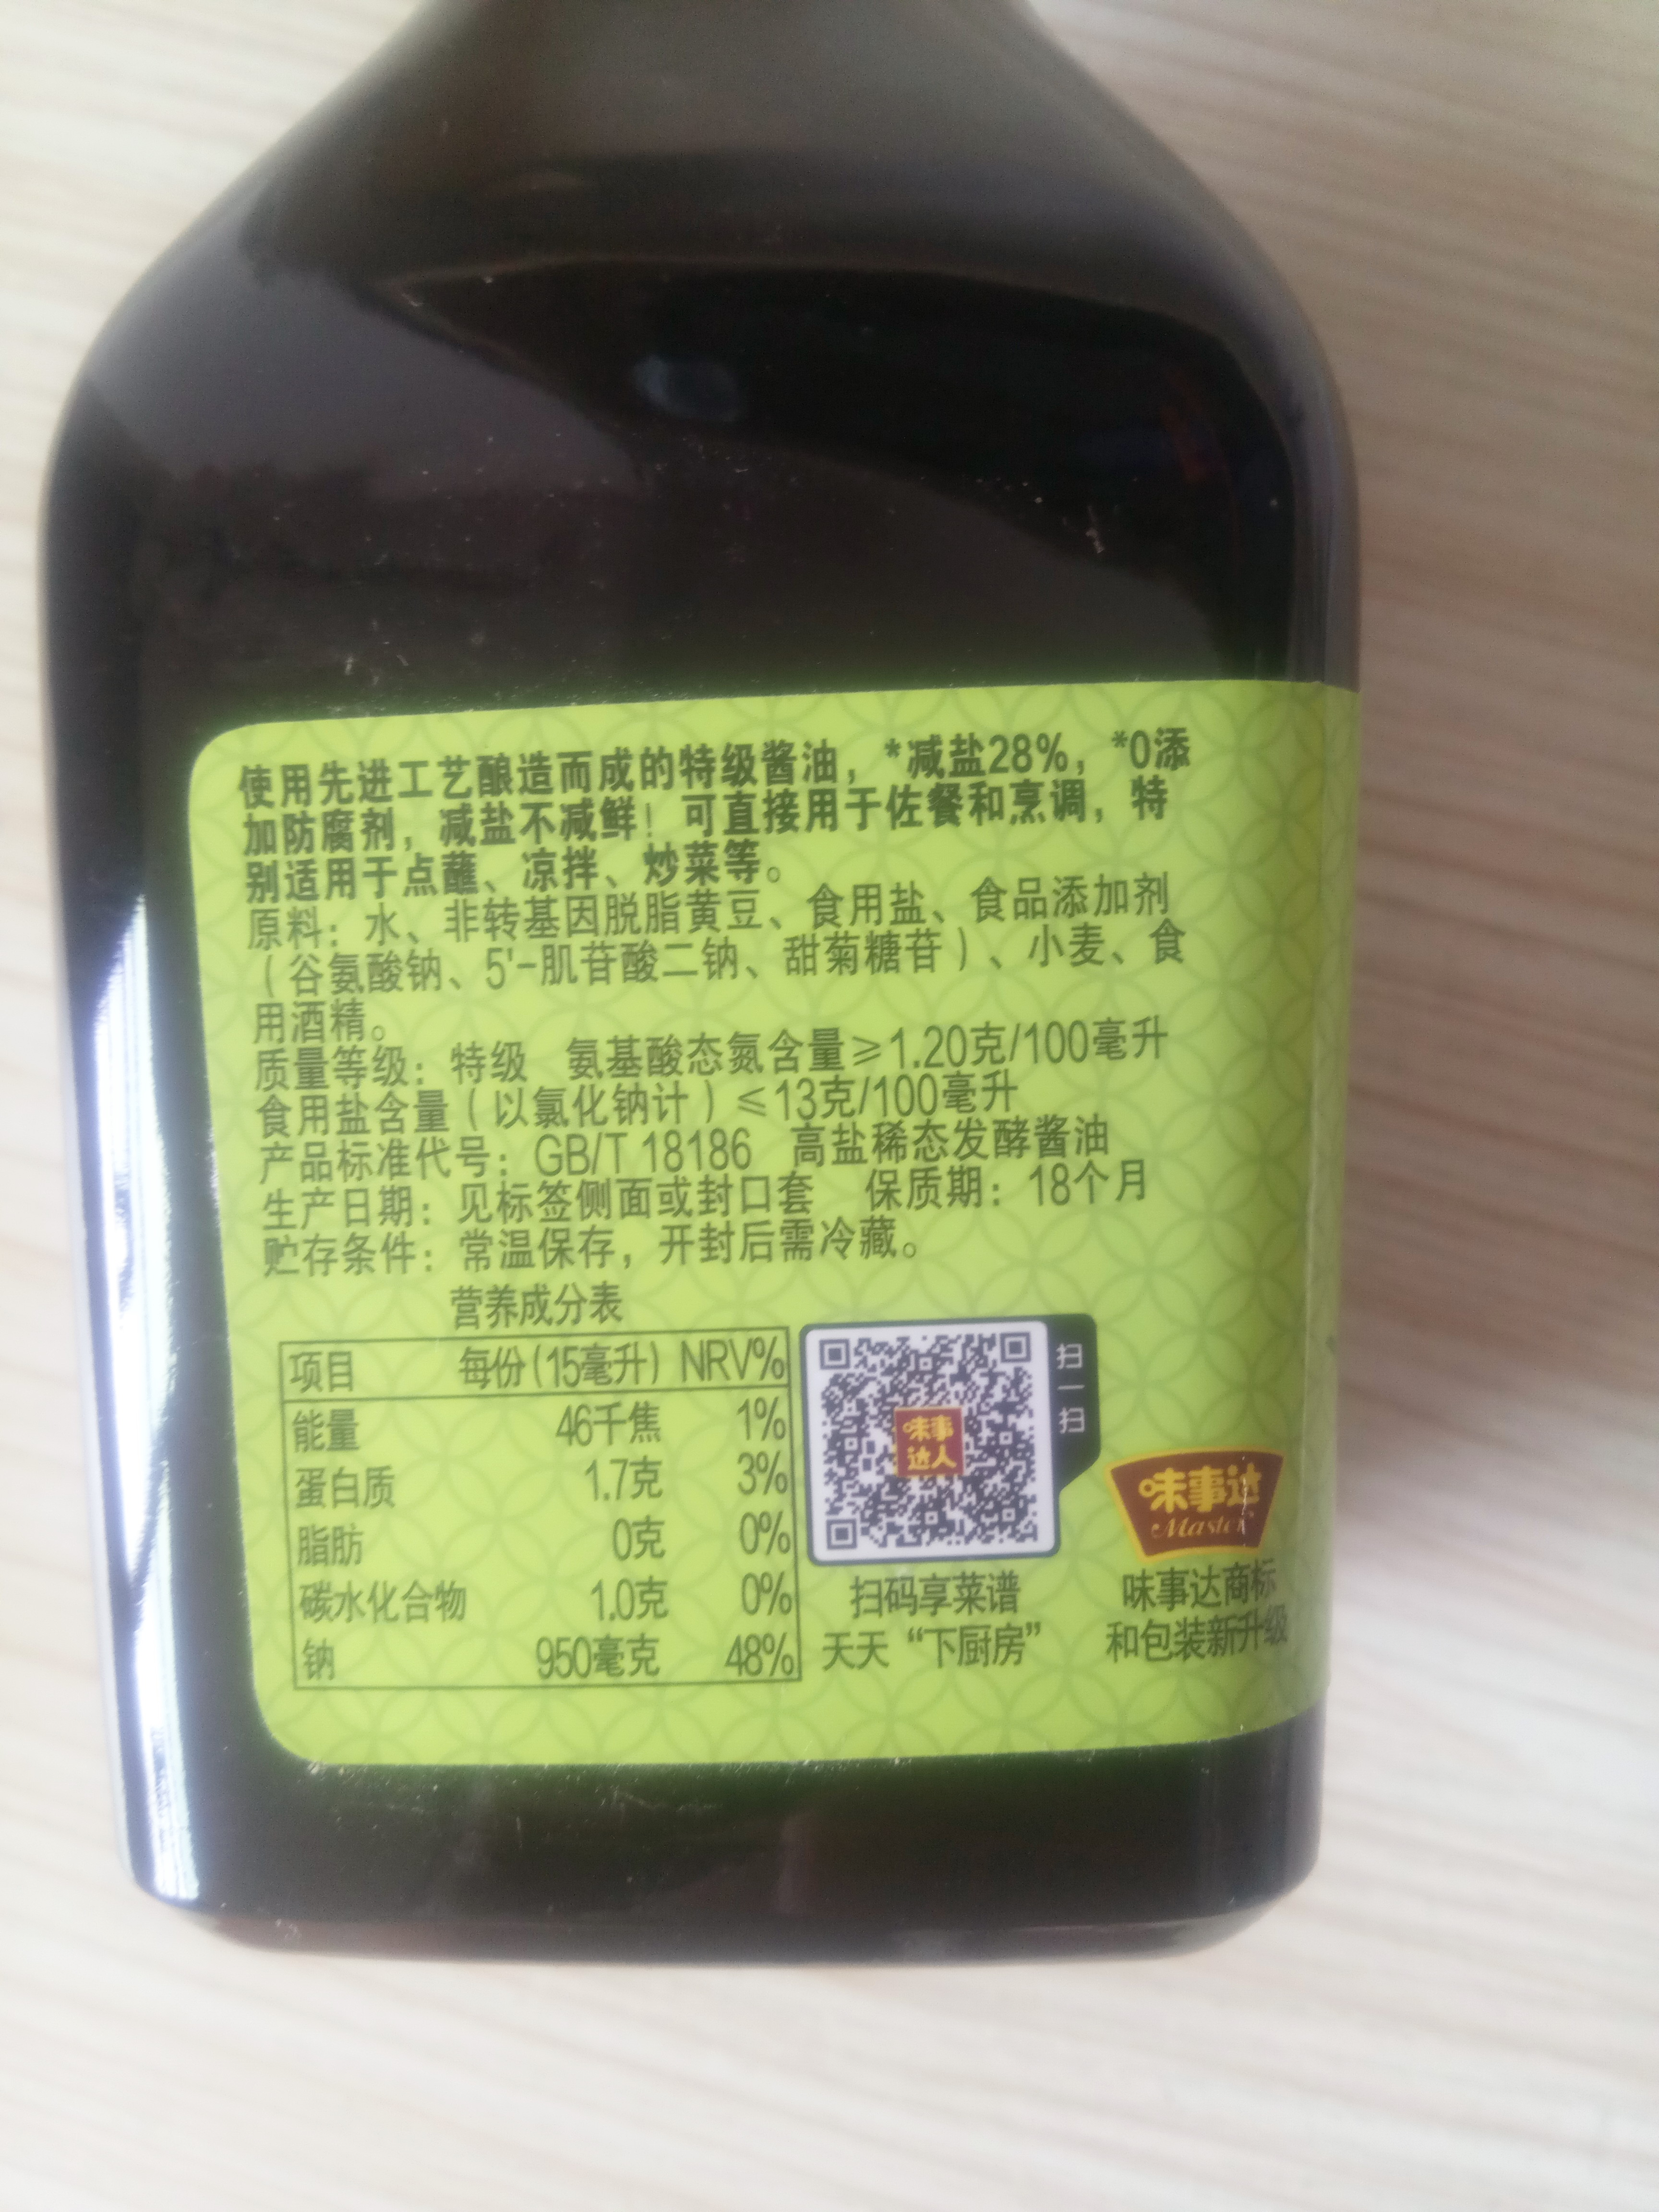 使用先进工艺酿造而成的特级酱油，*减盐28%，*0添
加防腐剂，减盐不减鲜！可直接用于佐餐和烹调，特
别适用于点蘸、凉拌、炒菜等。
原料：水、非转基因脱脂黄豆、食用盐、食品添加剂
（谷氨酸钠、5'-肌苷酸二钠、甜菊糖苷）、小麦、食
用酒精。
质量等级：特级　氨基酸态氮含量≥1.20克/100毫升
食用盐含量（以氯化钠计）≤13克/100毫升
产品标准代号：GB/T 18186　高盐稀态发酵酱油
生产日期：见标签侧面或封口套　保质期：18个月
贮存条件：常温保存，开封后需冷藏。
营养成分表
项目　每份(15毫升)　NRV%
能量　46千焦　1%
蛋白质　1.7克　3%
脂肪　0克　0%
碳水化合物　1.0克　0%
钠　950毫克　48%
扫一扫
味事
达人
扫码享菜谱
天天“下厨房”
味事达
Master
味事达商标
和包装新升级